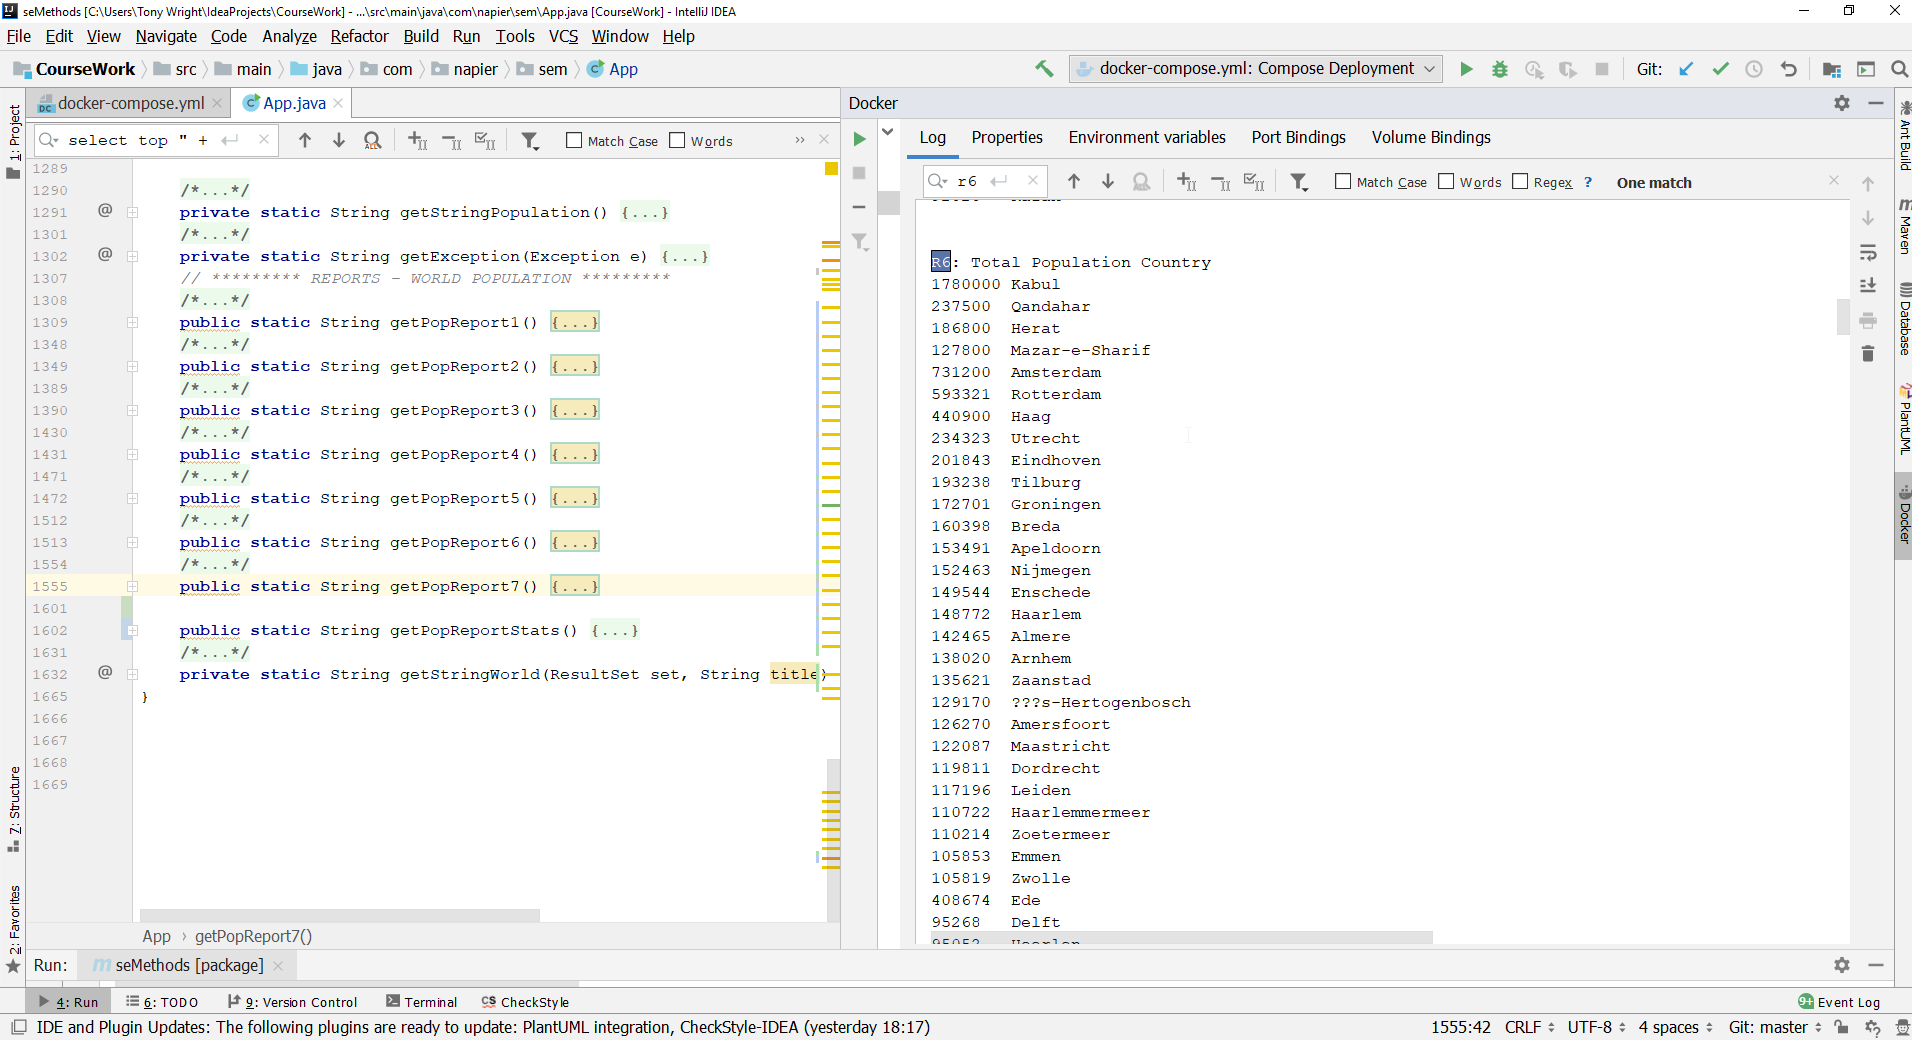 seMethods [C:\Users\Tony Wright\IdeaProjects\CourseWork] - ...\src\main\java\com\napier\sem\App.java [CourseWork] - IntelliJ IDEA
File Edit View Navigate Code Analyze Refactor Build Run Tools VCS Window Help
CourseWork src main java com napier sem App
docker-compose.yml: Compose Deployment
Git:
docker-compose.yml
App.java
select top " +
Match Case
Words
1289
1290 /*...*/
1291 @ private static String getStringPopulation() {...}
1301 /*...*/
1302 @ private static String getException(Exception e) {...}
1307 // ********* REPORTS - WORLD POPULATION *********
1308 /*...*/
1309 public static String getPopReport1() {...}
1348 /*...*/
1349 public static String getPopReport2() {...}
1389 /*...*/
1390 public static String getPopReport3() {...}
1430 /*...*/
1431 public static String getPopReport4() {...}
1471 /*...*/
1472 public static String getPopReport5() {...}
1512 /*...*/
1513 public static String getPopReport6() {...}
1554 /*...*/
1555 public static String getPopReport7() {...}
1601
1602 public static String getPopReportStats() {...}
1631 /*...*/
1632 @ private static String getStringWorld(ResultSet set, String title)
1665 }
1666
1667
1668
1669
App › getPopReport7()
Docker
Log Properties Environment variables Port Bindings Volume Bindings
r6
Match Case
Words
Regex
?
One match
R6: Total Population Country
1780000 Kabul
237500 Qandahar
186800 Herat
127800 Mazar-e-Sharif
731200 Amsterdam
593321 Rotterdam
440900 Haag
234323 Utrecht
201843 Eindhoven
193238 Tilburg
172701 Groningen
160398 Breda
153491 Apeldoorn
152463 Nijmegen
149544 Enschede
148772 Haarlem
142465 Almere
138020 Arnhem
135621 Zaanstad
129170 ???s-Hertogenbosch
126270 Amersfoort
122087 Maastricht
119811 Dordrecht
117196 Leiden
110722 Haarlemmermeer
110214 Zoetermeer
105853 Emmen
105819 Zwolle
408674 Ede
95268 Delft
1: Project
7: Structure
2: Favorites
Ant Build
Maven
Database
PlantUML
Docker
Run: seMethods [package]
4: Run 6: TODO 9: Version Control Terminal CheckStyle
9+ Event Log
IDE and Plugin Updates: The following plugins are ready to update: PlantUML integration, CheckStyle-IDEA (yesterday 18:17)
1555:42 CRLF UTF-8 4 spaces Git: master